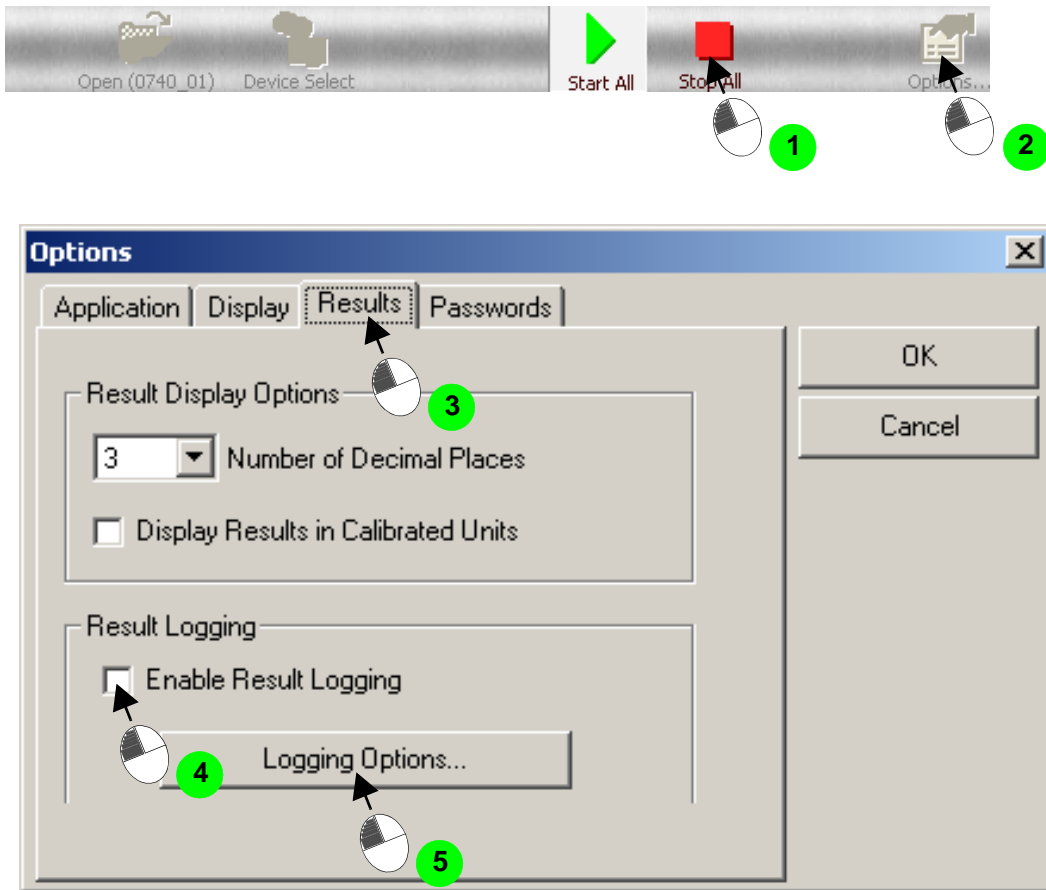 Open (0740_01) Device Select Start All Stop All Options...
1 2
Options
Application Display Results Passwords
OK
Result Display Options
3
Cancel
3 Number of Decimal Places
Display Results in Calibrated Units
Result Logging
Enable Result Logging
Logging Options...
4
5